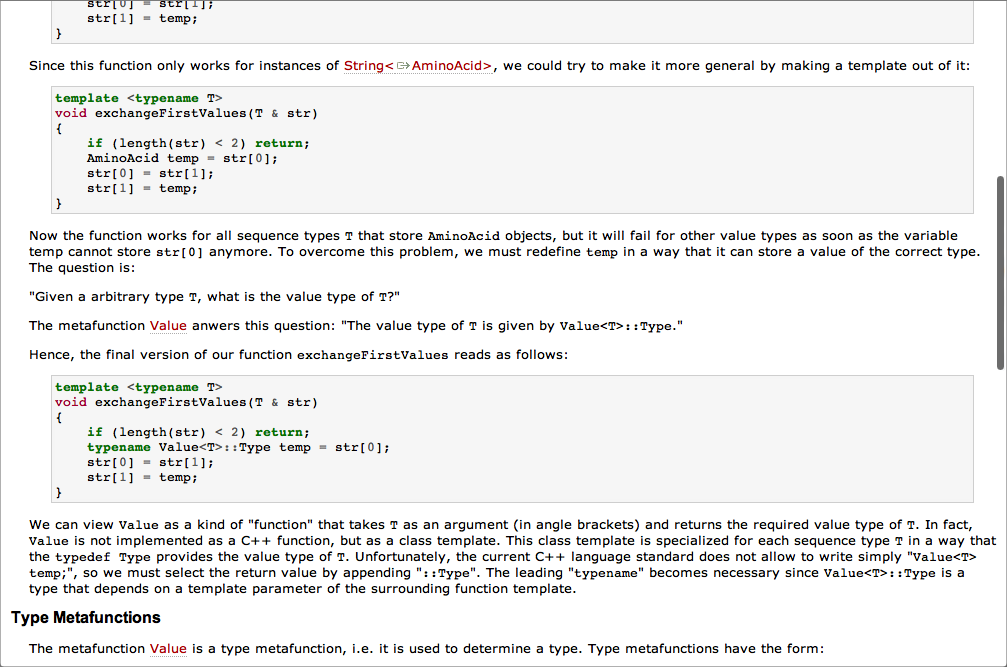 str[0] = str[1];
str[1] = temp;
}
Since this function only works for instances of String<AminoAcid>, we could try to make it more general by making a template out of it:
template <typename T>
void exchangeFirstValues(T & str)
{
if (length(str) < 2) return;
AminoAcid temp = str[0];
str[0] = str[1];
str[1] = temp;
}
Now the function works for all sequence types T that store AminoAcid objects, but it will fail for other value types as soon as the variable
temp cannot store str[0] anymore. To overcome this problem, we must redefine temp in a way that it can store a value of the correct type.
The question is:
"Given a arbitrary type T, what is the value type of T?"
The metafunction Value anwers this question: "The value type of T is given by Value<T>::Type."
Hence, the final version of our function exchangeFirstValues reads as follows:
template <typename T>
void exchangeFirstValues(T & str)
{
if (length(str) < 2) return;
typename Value<T>::Type temp = str[0];
str[0] = str[1];
str[1] = temp;
}
We can view Value as a kind of "function" that takes T as an argument (in angle brackets) and returns the required value type of T. In fact,
Value is not implemented as a C++ function, but as a class template. This class template is specialized for each sequence type T in a way that
the typedef Type provides the value type of T. Unfortunately, the current C++ language standard does not allow to write simply "Value<T>
temp;", so we must select the return value by appending "::Type". The leading "typename" becomes necessary since Value<T>::Type is a
type that depends on a template parameter of the surrounding function template.
Type Metafunctions
The metafunction Value is a type metafunction, i.e. it is used to determine a type. Type metafunctions have the form: